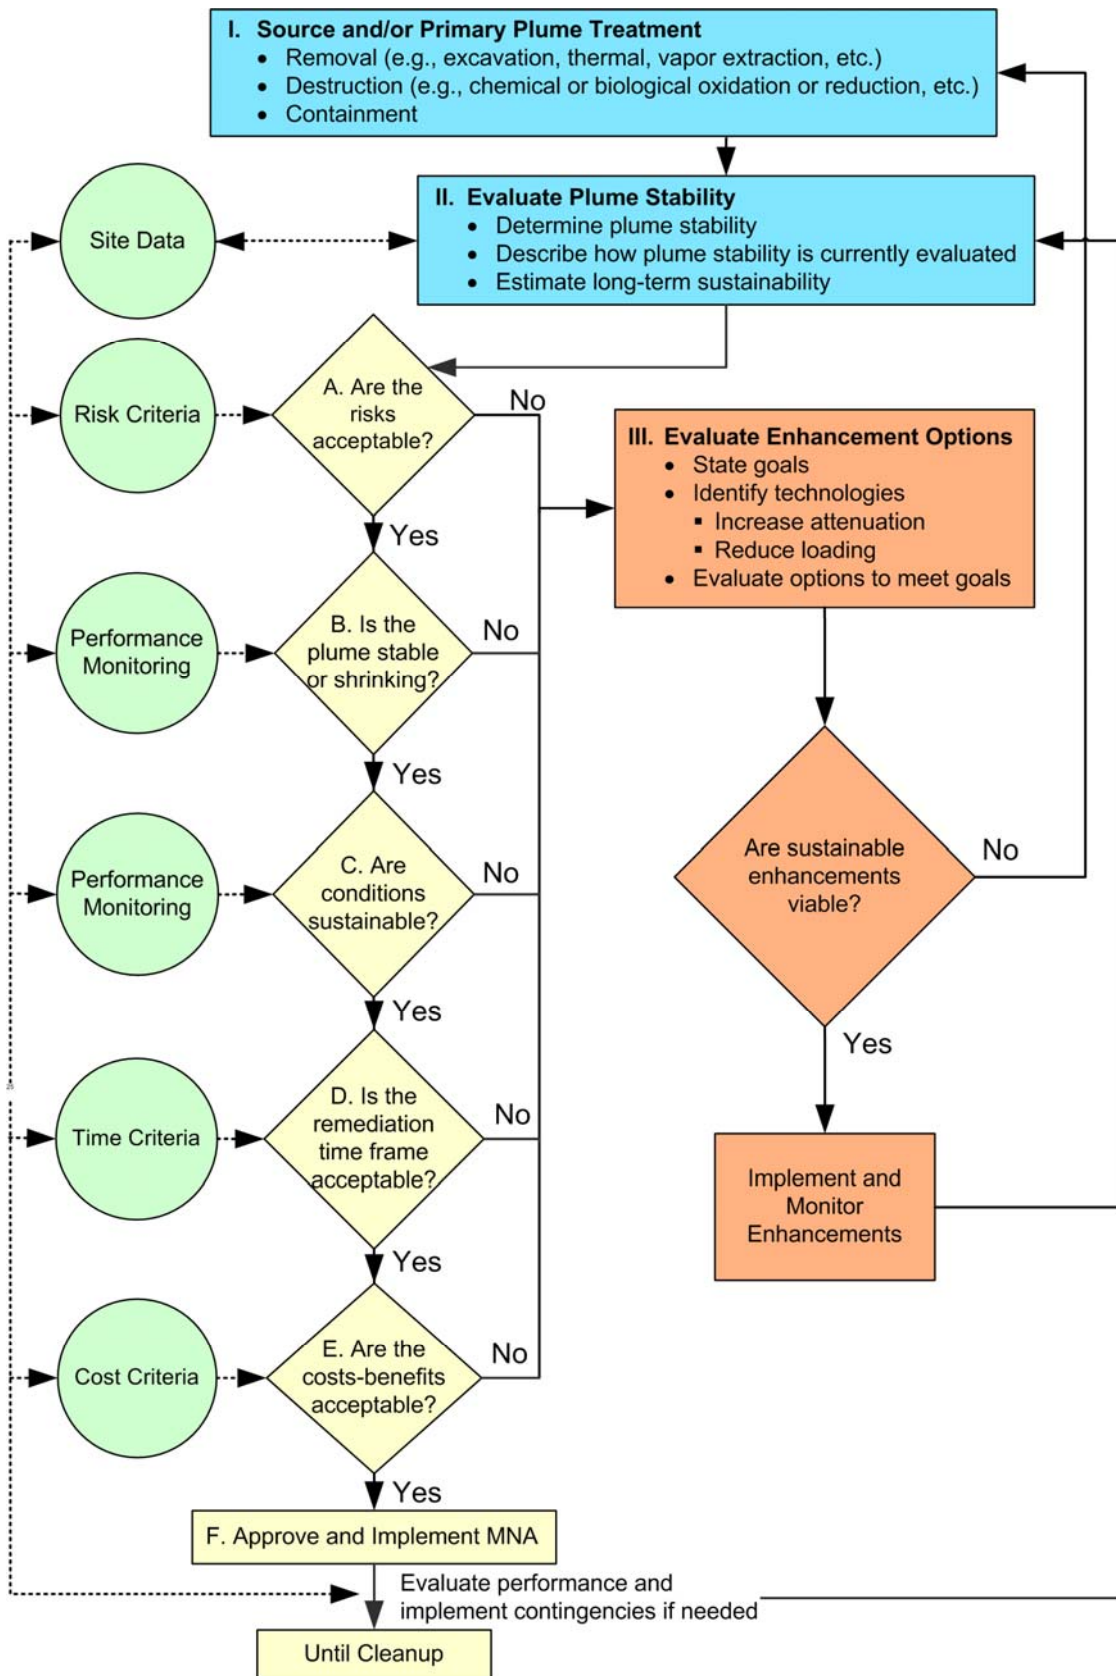 I. Source and/or Primary Plume Treatment
• Removal (e.g., excavation, thermal, vapor extraction, etc.)
• Destruction (e.g., chemical or biological oxidation or reduction, etc.)
• Containment
II. Evaluate Plume Stability
• Determine plume stability
• Describe how plume stability is currently evaluated
• Estimate long-term sustainability
Site Data
Risk Criteria
A. Are the
risks
acceptable?
No
Yes
III. Evaluate Enhancement Options
• State goals
• Identify technologies
▪ Increase attenuation
▪ Reduce loading
• Evaluate options to meet goals
Performance
Monitoring
B. Is the
plume stable
or shrinking?
No
Yes
Performance
Monitoring
C. Are
conditions
sustainable?
No
Yes
Are sustainable
enhancements
viable?
No
Yes
Time Criteria
D. Is the
remediation
time frame
acceptable?
No
Yes
Implement and
Monitor
Enhancements
Cost Criteria
E. Are the
costs-benefits
acceptable?
No
Yes
F. Approve and Implement MNA
Evaluate performance and
implement contingencies if needed
Until Cleanup